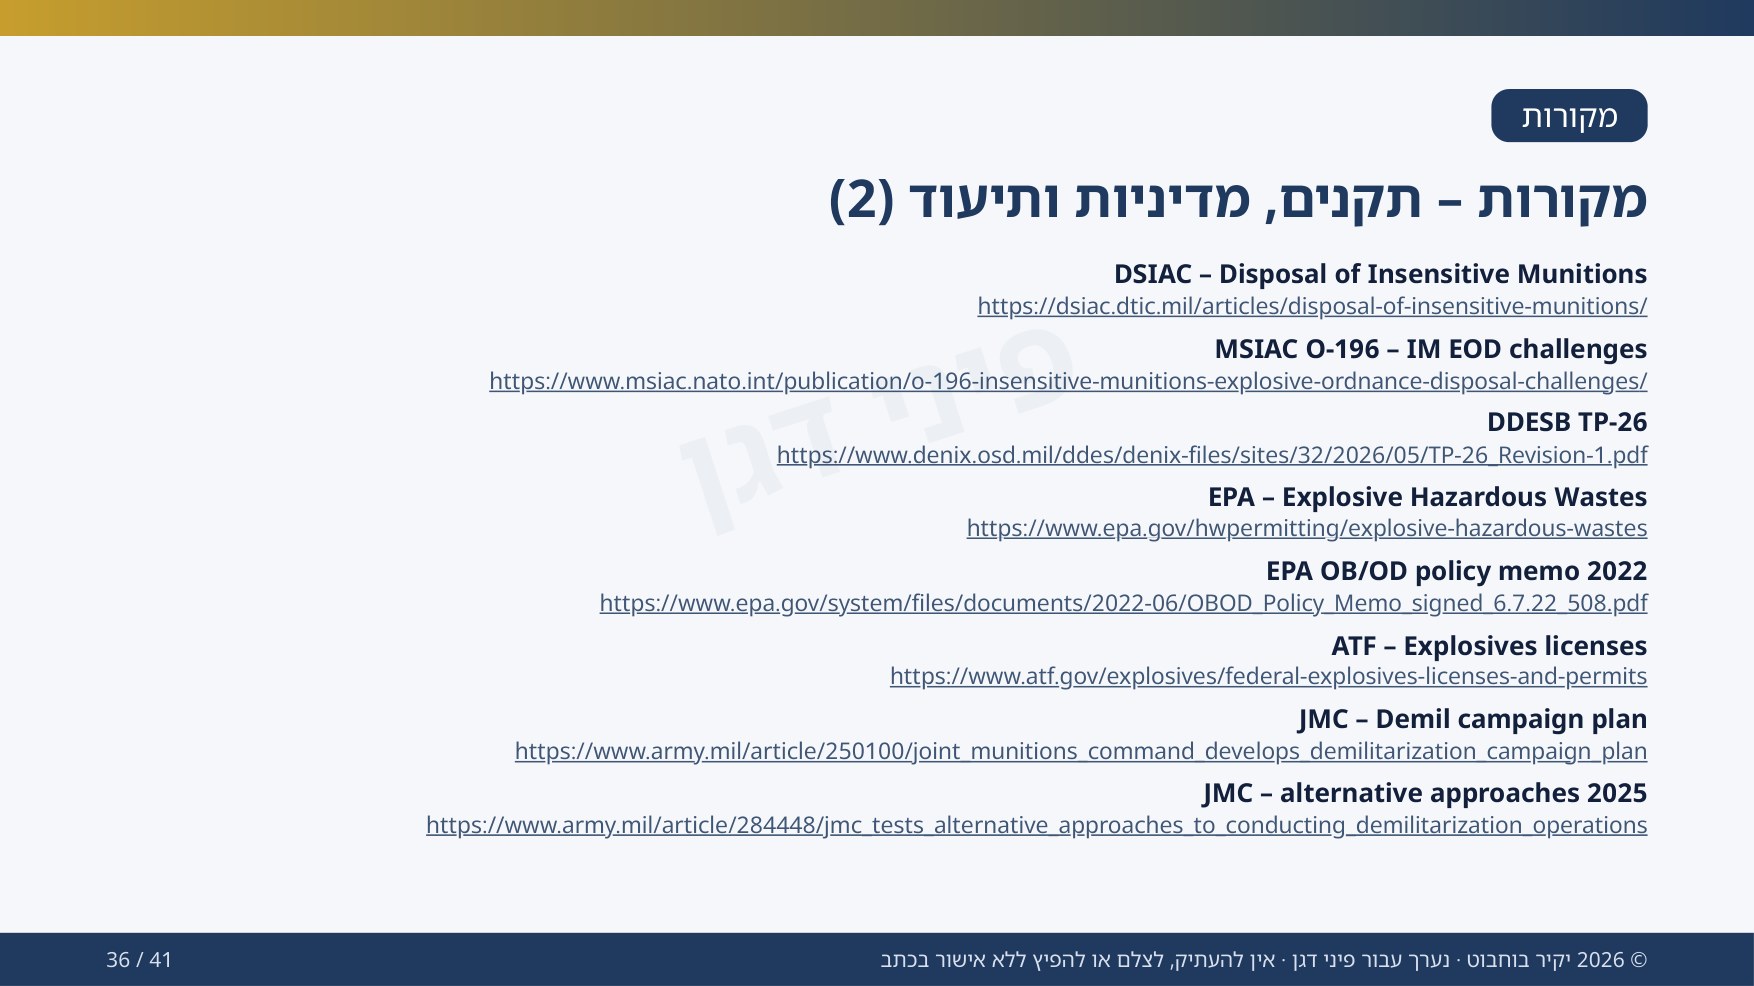 מקורות
מקורות – תקנים, מדיניות ותיעוד (2)
DSIAC – Disposal of Insensitive Munitions
https://dsiac.dtic.mil/articles/disposal-of-insensitive-munitions/
MSIAC O-196 – IM EOD challenges
https://www.msiac.nato.int/publication/o-196-insensitive-munitions-explosive-ordnance-disposal-challenges/
DDESB TP-26
https://www.denix.osd.mil/ddes/denix-files/sites/32/2026/05/TP-26_Revision-1.pdf
EPA – Explosive Hazardous Wastes
https://www.epa.gov/hwpermitting/explosive-hazardous-wastes
EPA OB/OD policy memo 2022
https://www.epa.gov/system/files/documents/2022-06/OBOD_Policy_Memo_signed_6.7.22_508.pdf
ATF – Explosives licenses
https://www.atf.gov/explosives/federal-explosives-licenses-and-permits
JMC – Demil campaign plan
https://www.army.mil/article/250100/joint_munitions_command_develops_demilitarization_campaign_plan
JMC – alternative approaches 2025
https://www.army.mil/article/284448/jmc_tests_alternative_approaches_to_conducting_demilitarization_operations
פיני דגן
© 2026 יקיר בוחבוט · נערך עבור פיני דגן · אין להעתיק, לצלם או להפיץ ללא אישור בכתב
36 / 41